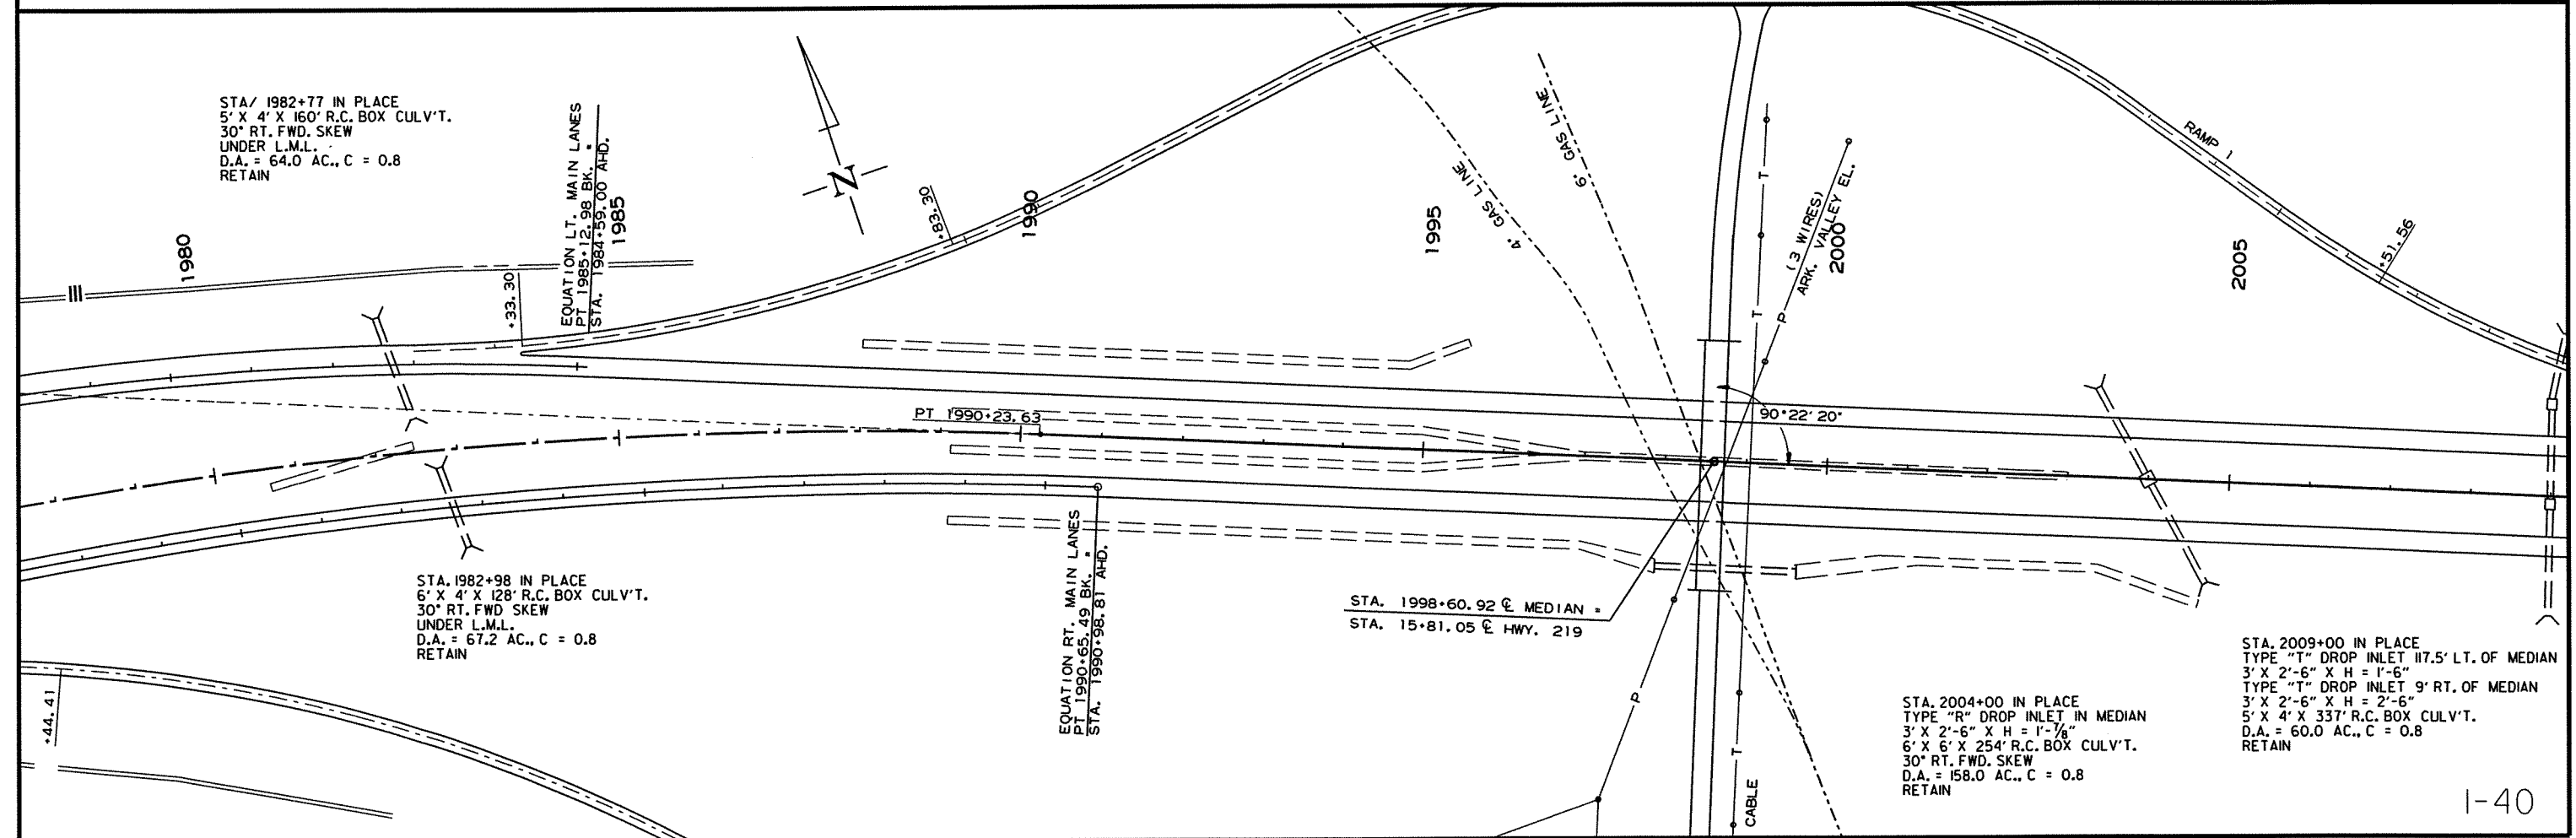 STA/ 1982+77 IN PLACE
5' X 4' X 160' R.C. BOX CULV'T.
30° RT. FWD. SKEW
UNDER L.M.L.
D.A. = 64.0 AC., C = 0.8
RETAIN
1980
EQUATION LT. MAIN LANES
PT 1985+12.98 BK. =
STA. 1984+59.00 AHD.
1985
+33.30
N
+83.30
1990
1995
4" GAS LINE
6" GAS LINE
T
T
(3 WIRES)
P ARK. VALLEY EL.
2000
RAMP 1
2005
+51.56
PT 1990+23.63
90°22'20"
STA. 1982+98 IN PLACE
6' X 4' X 128' R.C. BOX CULV'T.
30° RT. FWD SKEW
UNDER L.M.L.
D.A. = 67.2 AC., C = 0.8
RETAIN
EQUATION RT. MAIN LANES
PT 1990+65.49 BK. =
STA. 1990+98.81 AHD.
STA. 1998+60.92 ℄ MEDIAN =
STA. 15+81.05 ℄ HWY. 219
+44.41
P
T
CABLE
STA. 2004+00 IN PLACE
TYPE "R" DROP INLET IN MEDIAN
3' X 2'-6" X H = 1'-⅞"
6' X 6' X 254' R.C. BOX CULV'T.
30° RT. FWD. SKEW
D.A. = 158.0 AC., C = 0.8
RETAIN
STA. 2009+00 IN PLACE
TYPE "T" DROP INLET 117.5' LT. OF MEDIAN
3' X 2'-6" X H = 1'-6"
TYPE "T" DROP INLET 9' RT. OF MEDIAN
3' X 2'-6" X H = 2'-6"
5' X 4' X 337' R.C. BOX CULV'T.
D.A. = 60.0 AC., C = 0.8
RETAIN
I-40